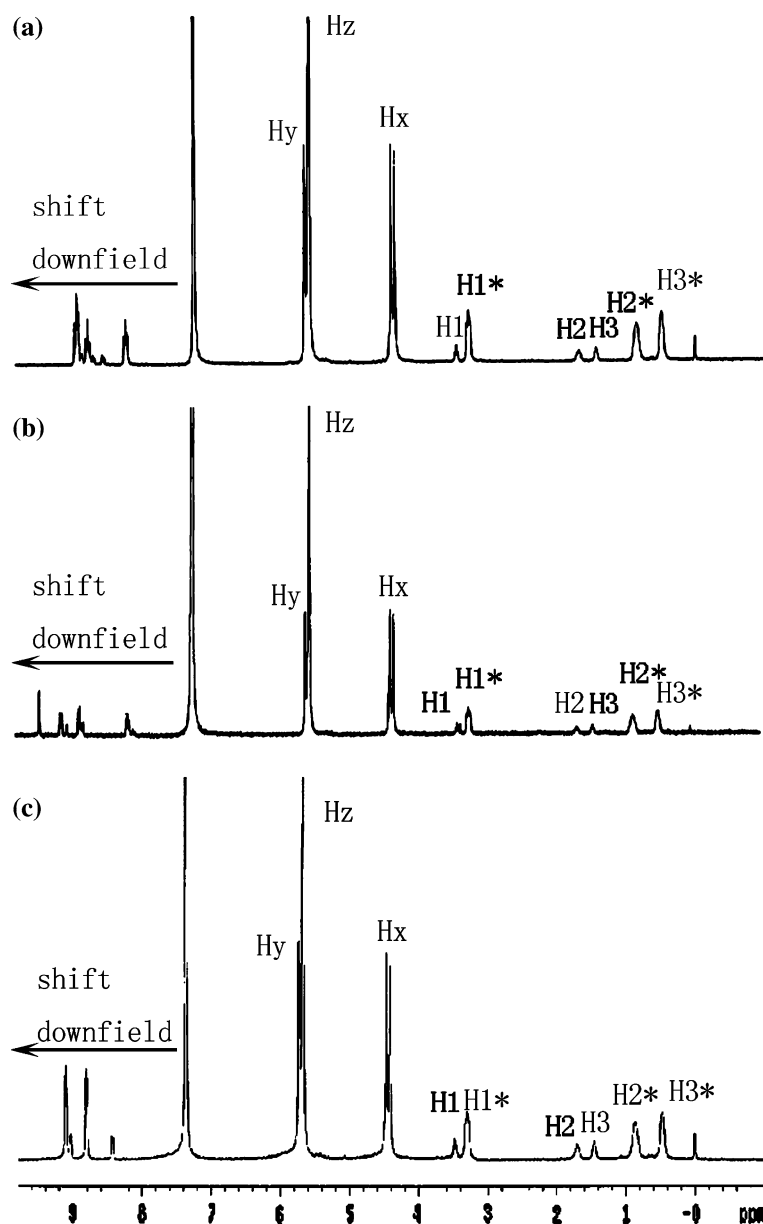 (a)
Hz
Hy
Hx
shift
downfield
H1
H1*
H2
H3
H2*
H3*
(b)
Hz
Hy
Hx
shift
downfield
H1
H1*
H2
H3
H2*
H3*
(c)
Hz
Hy
Hx
shift
downfield
H1
H1*
H2
H3
H2*
H3*
9 8 7 6 5 4 3 2 1 -0 ppm